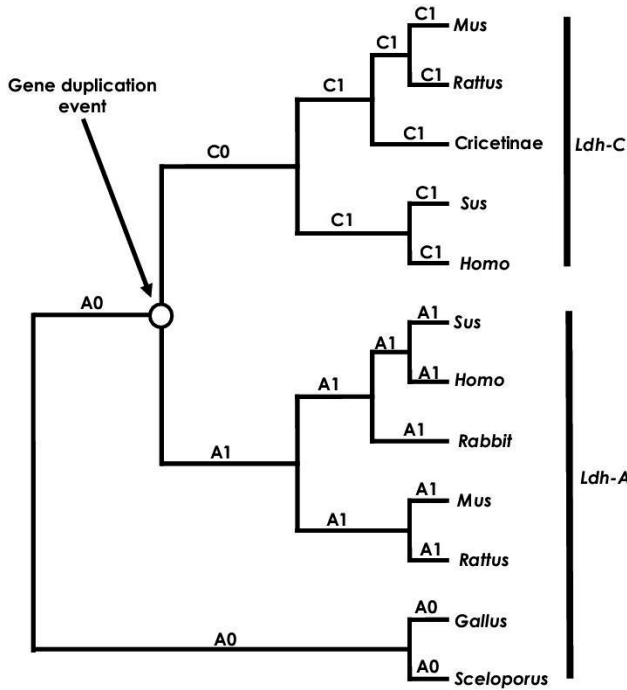 C1
Mus
C1
C1
C1
Rattus
Gene duplication
event
C1
Cricetinae
Ldh-C
C0
C1
Sus
C1
C1
Homo
A0
A1
Sus
A1
A1
Homo
A1
A1
Rabbit
A1
Ldh-A
A1
Mus
A1
A1
Rattus
A0
Gallus
A0
A0
Sceloporus